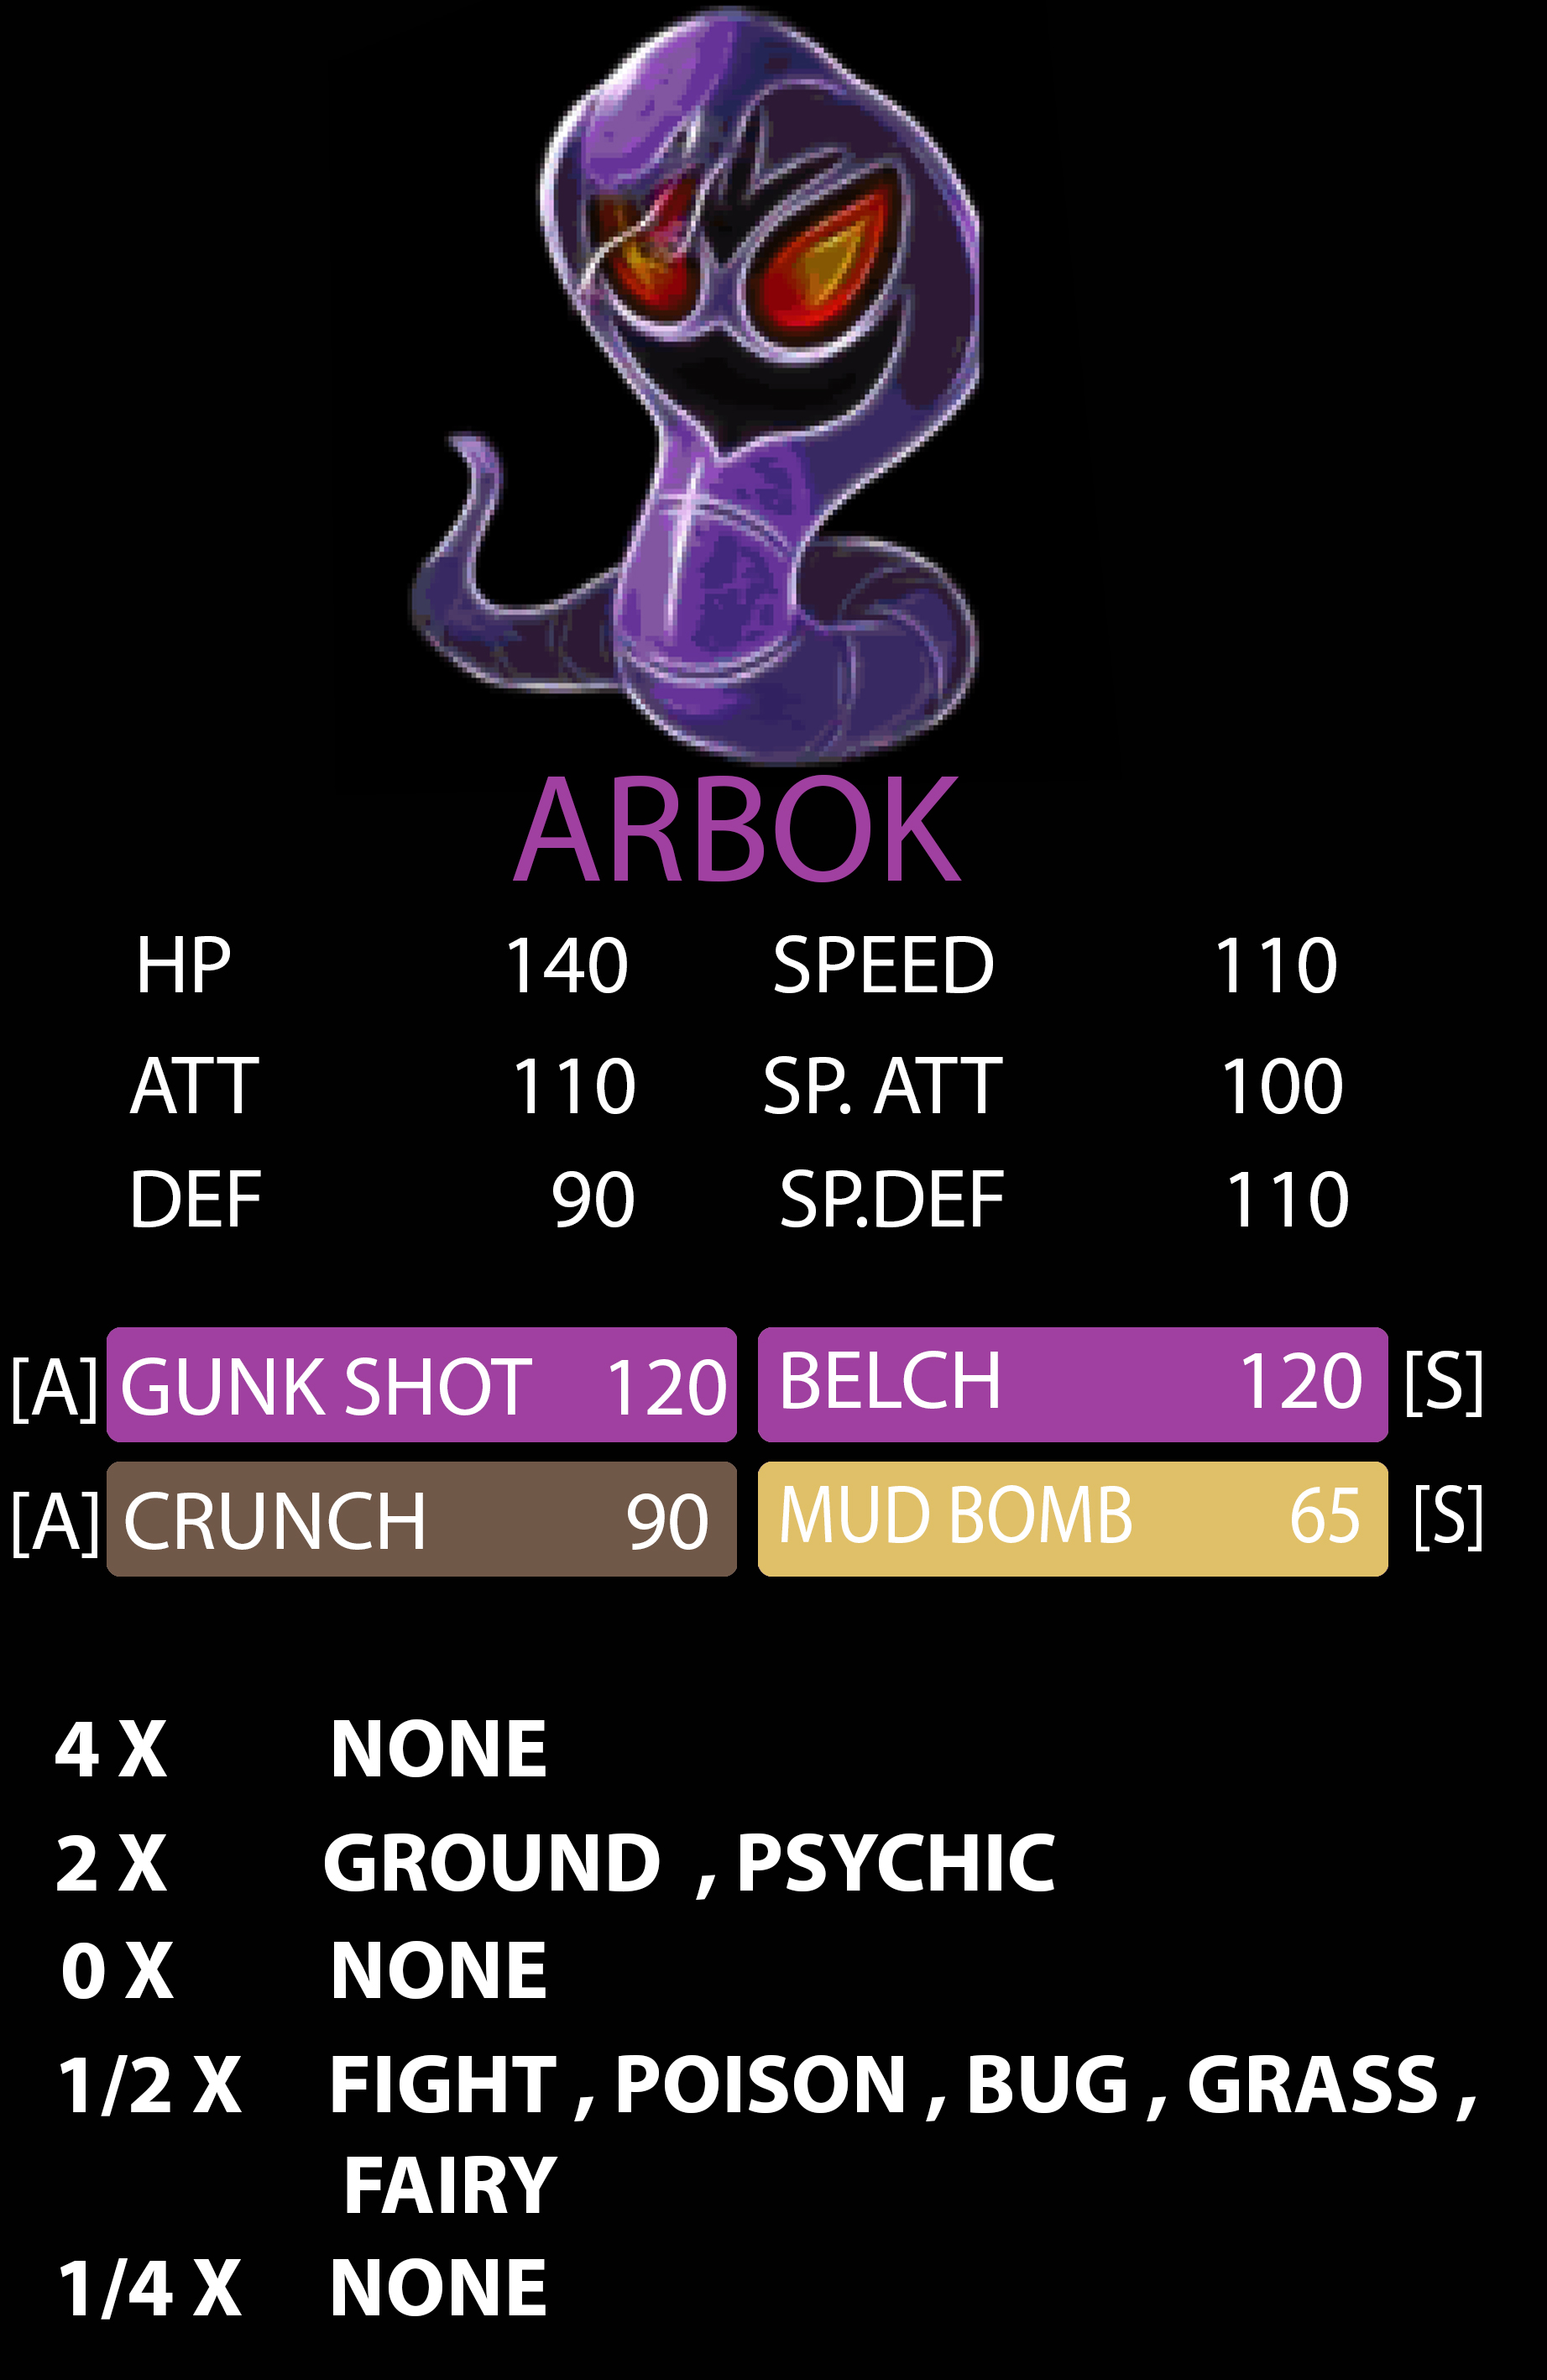 ARBOK
HP 140 SPEED 110
ATT 110 SP. ATT 100
DEF 90 SP.DEF 110
[A] GUNK SHOT 120 BELCH 120 [S]
[A] CRUNCH 90 MUD BOMB 65 [S]
4 X NONE
2 X GROUND , PSYCHIC
0 X NONE
1/2 X FIGHT , POISON , BUG , GRASS ,
FAIRY
1/4 X NONE